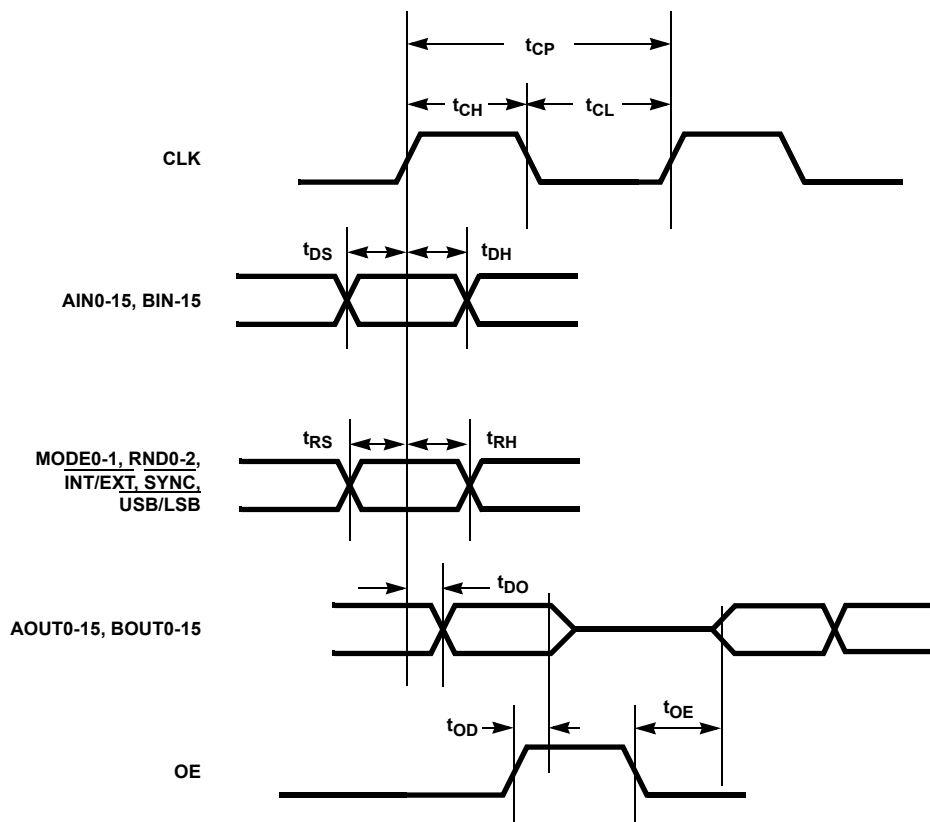 tCP
tCH
tCL
CLK
tDS
tDH
AIN0-15, BIN-15
tRS
tRH
MODE0-1, RND0-2,
INT/EXT, SYNC,
USB/LSB
tDO
AOUT0-15, BOUT0-15
tOD
tOE
OE